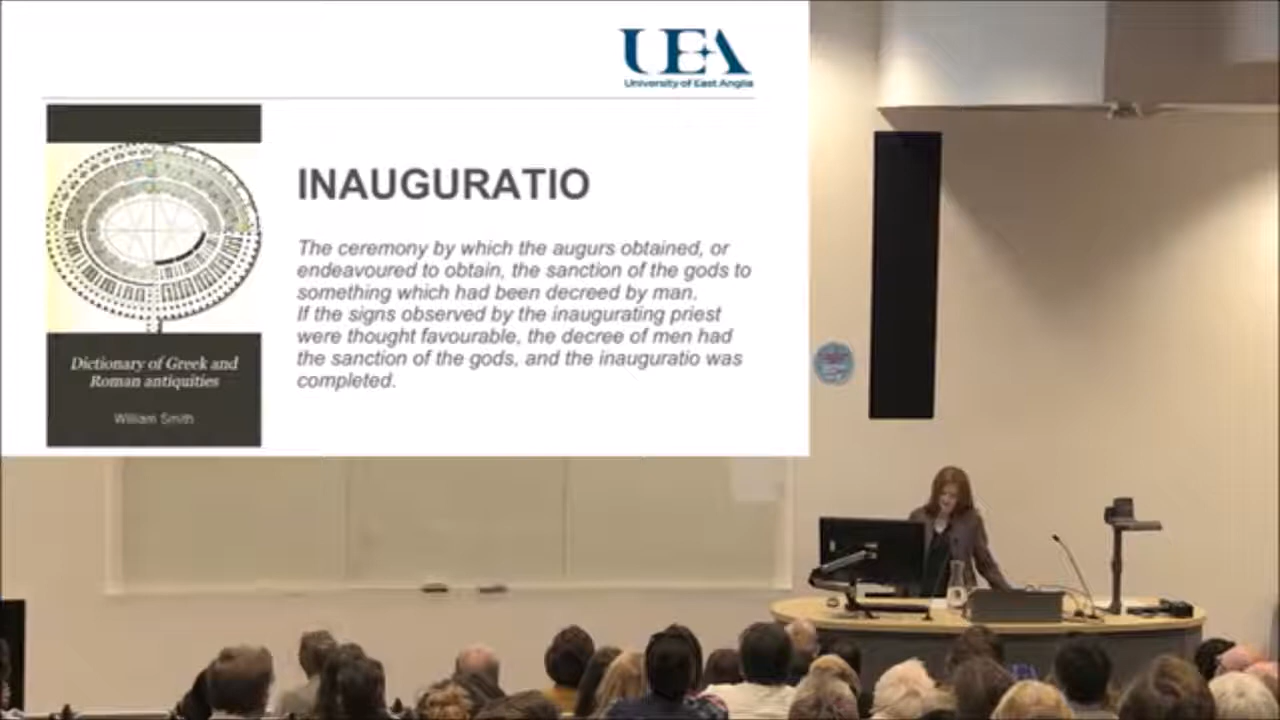 UEA
University of East Anglia
INAUGURATIO
The ceremony by which the augurs obtained, or
endeavoured to obtain, the sanction of the gods to
something which had been decreed by man.
If the signs observed by the inaugurating priest
were thought favourable, the decree of men had
the sanction of the gods, and the inauguratio was
completed.
Dictionary of Greek and
Roman antiquities
William Smith